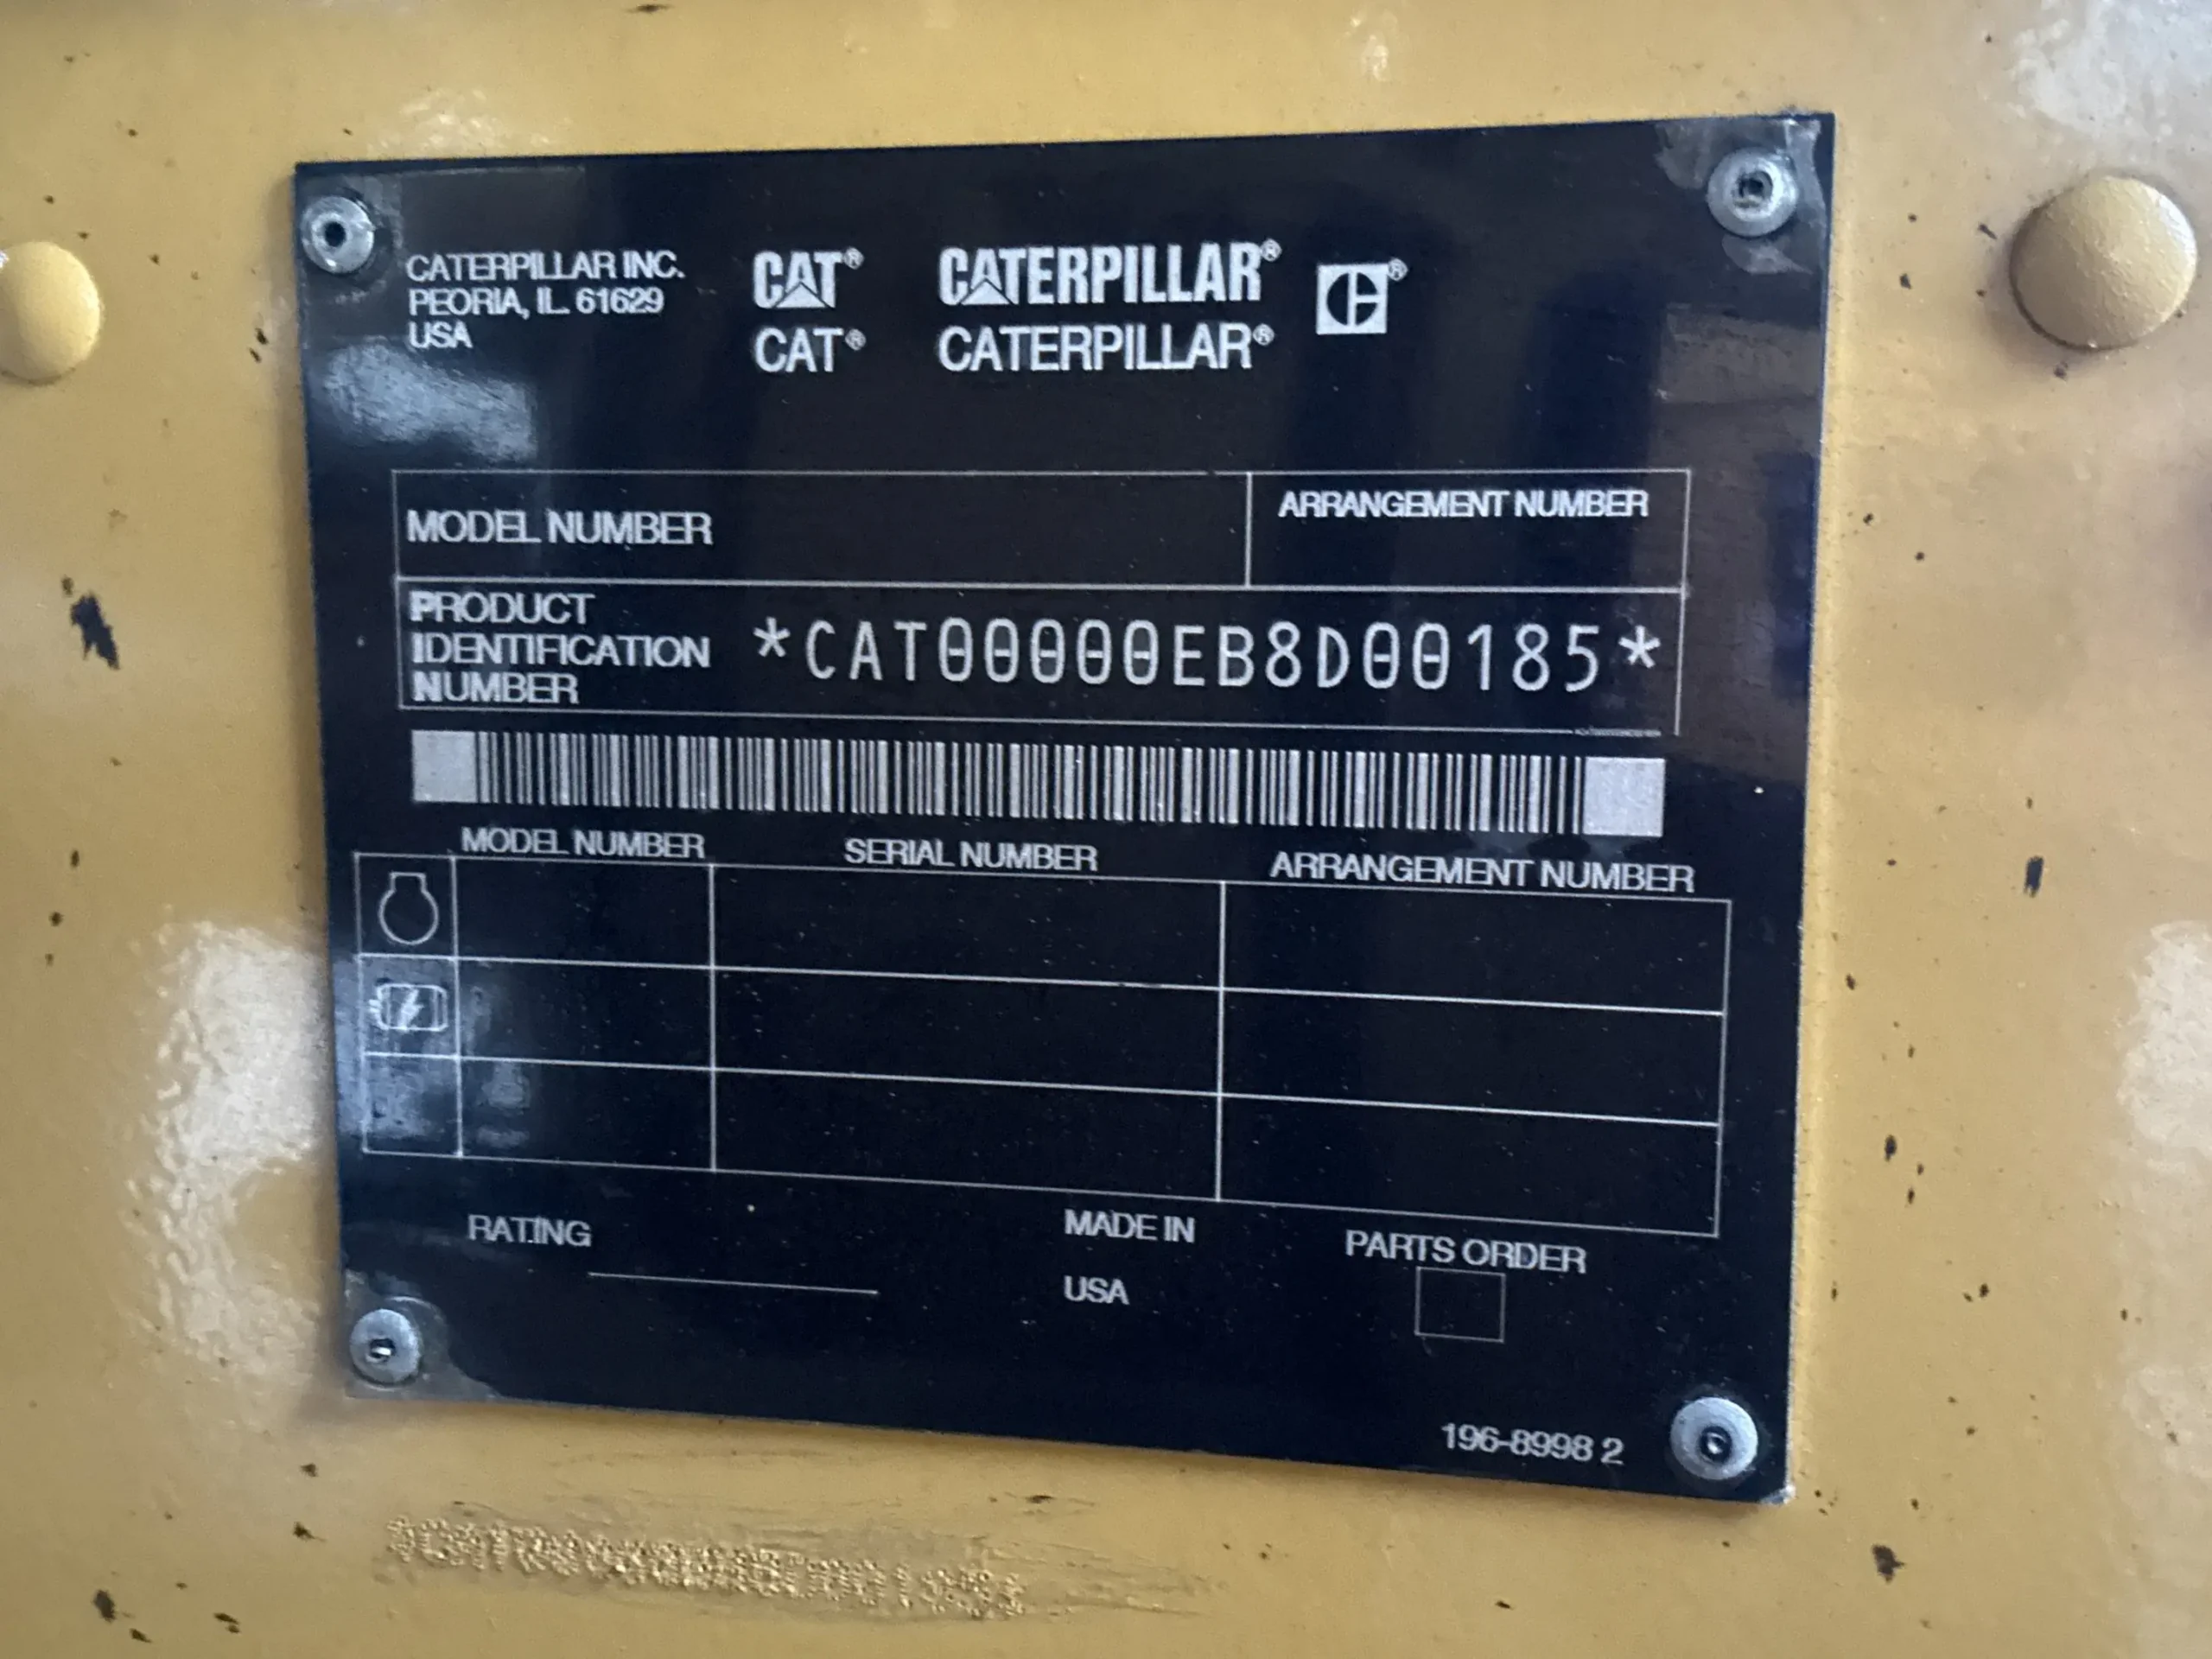 CATERPILLAR INC.
PEORIA, IL 61629
USA
CAT® CATERPILLAR®
CAT® CATERPILLAR®
MODEL NUMBER
ARRANGEMENT NUMBER
PRODUCT
IDENTIFICATION
NUMBER
*CAT00000EB8D00185*
MODEL NUMBER SERIAL NUMBER ARRANGEMENT NUMBER
RATING
MADE IN
USA
PARTS ORDER
196-8998 2